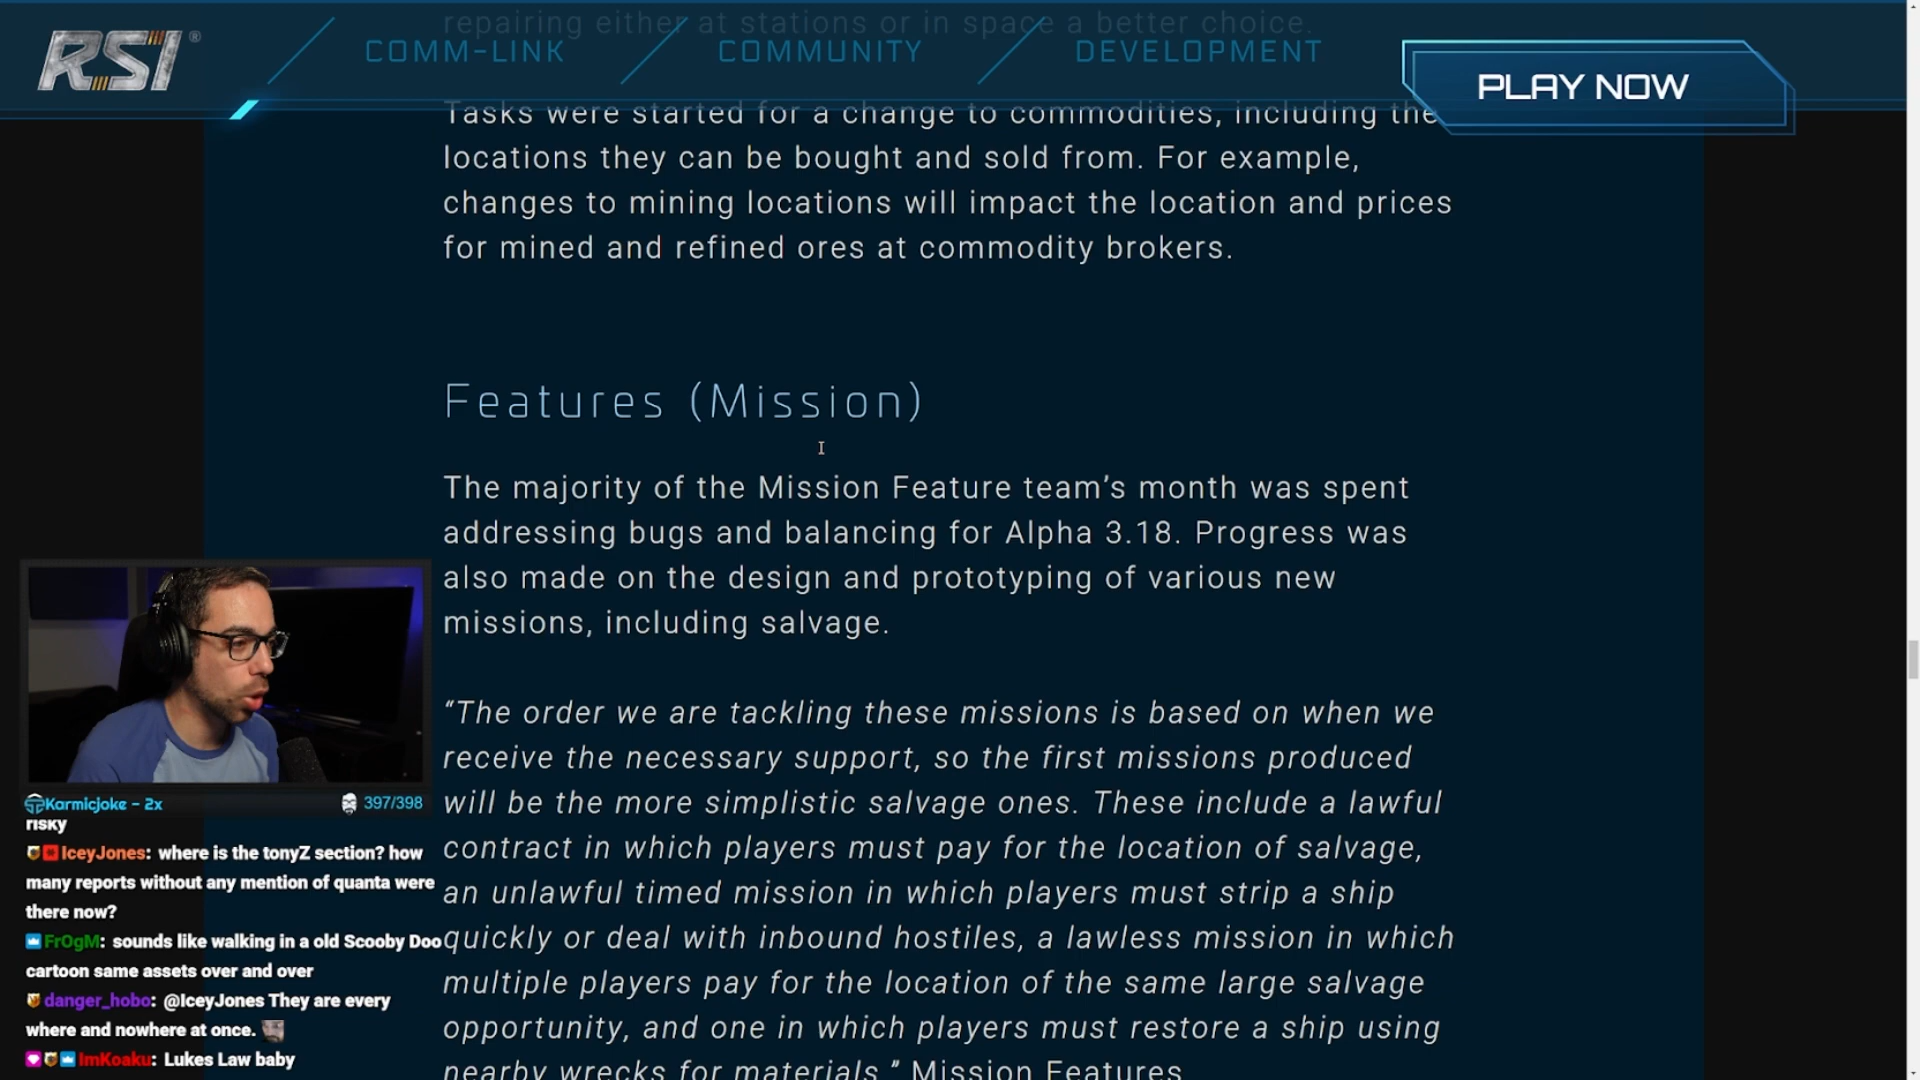 repairing either at stations or in space a better choice.
RSI ®
COMM-LINK
COMMUNITY
DEVELOPMENT
PLAY NOW
Tasks were started for a change to commodities, including the
locations they can be bought and sold from. For example,
changes to mining locations will impact the location and prices
for mined and refined ores at commodity brokers.
Features (Mission)
The majority of the Mission Feature team’s month was spent
addressing bugs and balancing for Alpha 3.18. Progress was
also made on the design and prototyping of various new
missions, including salvage.
“The order we are tackling these missions is based on when we
receive the necessary support, so the first missions produced
will be the more simplistic salvage ones. These include a lawful
contract in which players must pay for the location of salvage,
an unlawful timed mission in which players must strip a ship
quickly or deal with inbound hostiles, a lawless mission in which
multiple players pay for the location of the same large salvage
opportunity, and one in which players must restore a ship using
nearby wrecks for materials.” Mission Features
Karmicjoke - 2x
397/398
risky
IceyJones: where is the tonyZ section? how
many reports without any mention of quanta were
there now?
FrOgM: sounds like walking in a old Scooby Doo
cartoon same assets over and over
danger_hobo: @IceyJones They are every
where and nowhere at once.
ImKoaku: Lukes Law baby